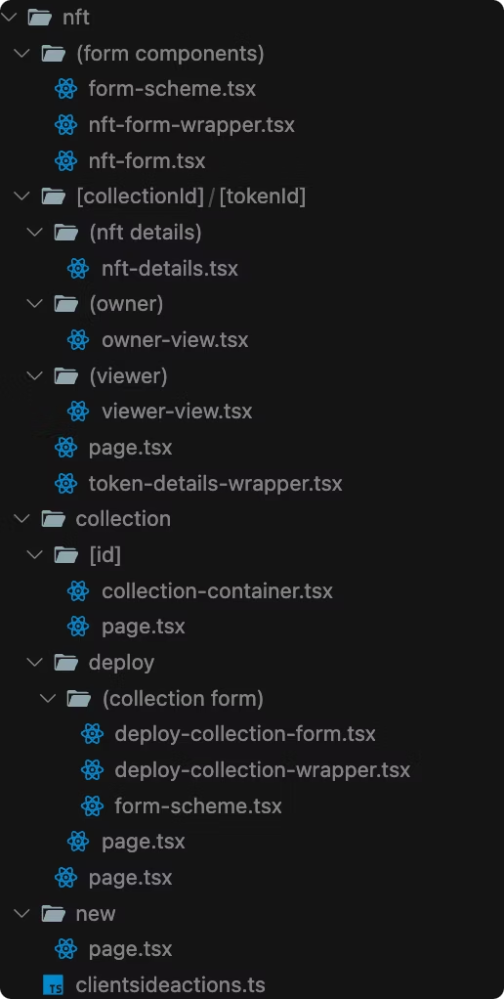 nft
(form components)
form-scheme.tsx
nft-form-wrapper.tsx
nft-form.tsx
[collectionId]/[tokenId]
(nft details)
nft-details.tsx
(owner)
owner-view.tsx
(viewer)
viewer-view.tsx
page.tsx
token-details-wrapper.tsx
collection
[id]
collection-container.tsx
page.tsx
deploy
(collection form)
deploy-collection-form.tsx
deploy-collection-wrapper.tsx
form-scheme.tsx
page.tsx
page.tsx
new
page.tsx
TS clientsideactions.ts